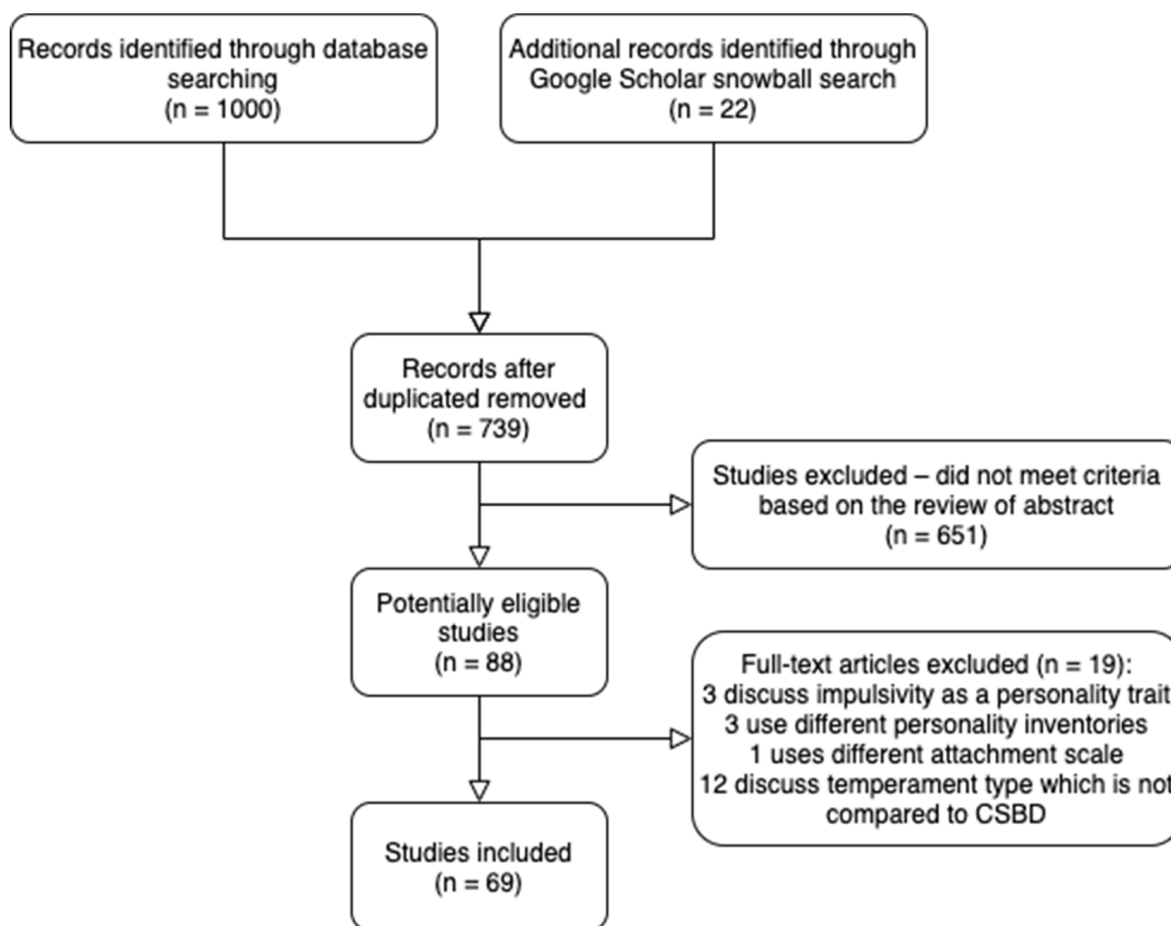 Records identified through database
searching
(n = 1000)
Additional records identified through
Google Scholar snowball search
(n = 22)
Records after
duplicated removed
(n = 739)
Studies excluded – did not meet criteria
based on the review of abstract
(n = 651)
Potentially eligible
studies
(n = 88)
Full-text articles excluded (n = 19):
3 discuss impulsivity as a personality trait
3 use different personality inventories
1 uses different attachment scale
12 discuss temperament type which is not
compared to CSBD
Studies included
(n = 69)